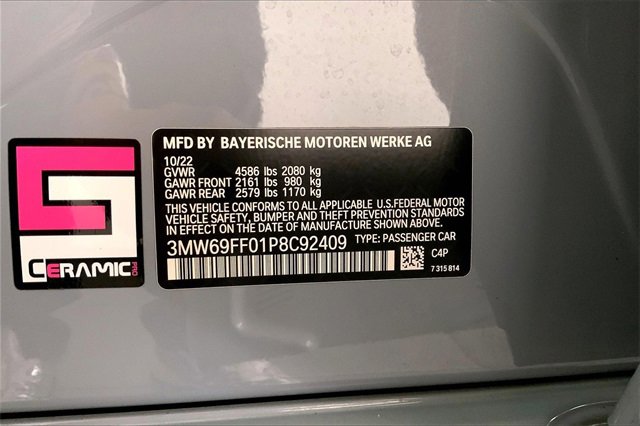 MFD BY BAYERISCHE MOTOREN WERKE AG
10/22
GVWR 4586 lbs 2080 kg
GAWR FRONT 2161 lbs 980 kg
GAWR REAR 2579 lbs 1170 kg
THIS VEHICLE CONFORMS TO ALL APPLICABLE U.S.FEDERAL MOTOR
VEHICLE SAFETY, BUMPER AND THEFT PREVENTION STANDARDS
IN EFFECT ON THE DATE OF MANUFACTURE SHOWN ABOVE.
3MW69FF01P8C92409 TYPE: PASSENGER CAR
C4P
7 315 814
5
CERAMIC PRO